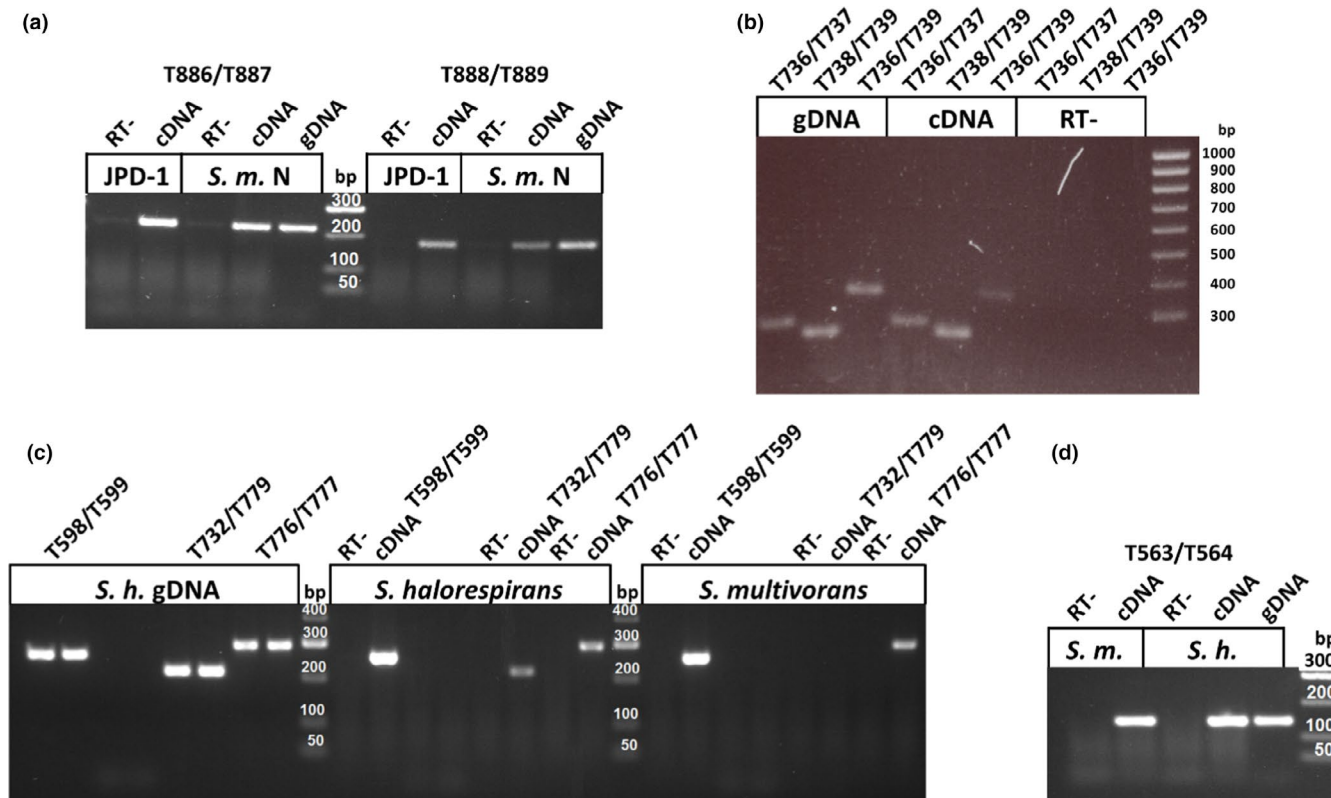 (a)
T886/T887
T888/T889
RT-
cDNA
RT-
cDNA
gDNA
RT-
cDNA
RT-
cDNA
gDNA
JPD-1
S. m. N
bp
JPD-1
S. m. N
300
200
100
50
(b)
T736/T737
T738/T739
T736/T739
T736/T737
T738/T739
T736/T739
T736/T737
T738/T739
T736/T739
gDNA
cDNA
RT-
bp
1000
900
800
700
600
500
400
300
(c)
T598/T599
T732/T779
T776/T777
RT-
cDNA
T598/T599
RT-
cDNA
T732/T779
RT-
cDNA
T776/T777
RT-
cDNA
T598/T599
RT-
cDNA
T732/T779
RT-
cDNA
T776/T777
S. h. gDNA
bp
S. halorespirans
bp
S. multivorans
400
300
200
100
50
400
300
200
100
50
(d)
T563/T564
RT-
cDNA
RT-
cDNA
gDNA
S. m.
S. h.
bp
300
200
100
50